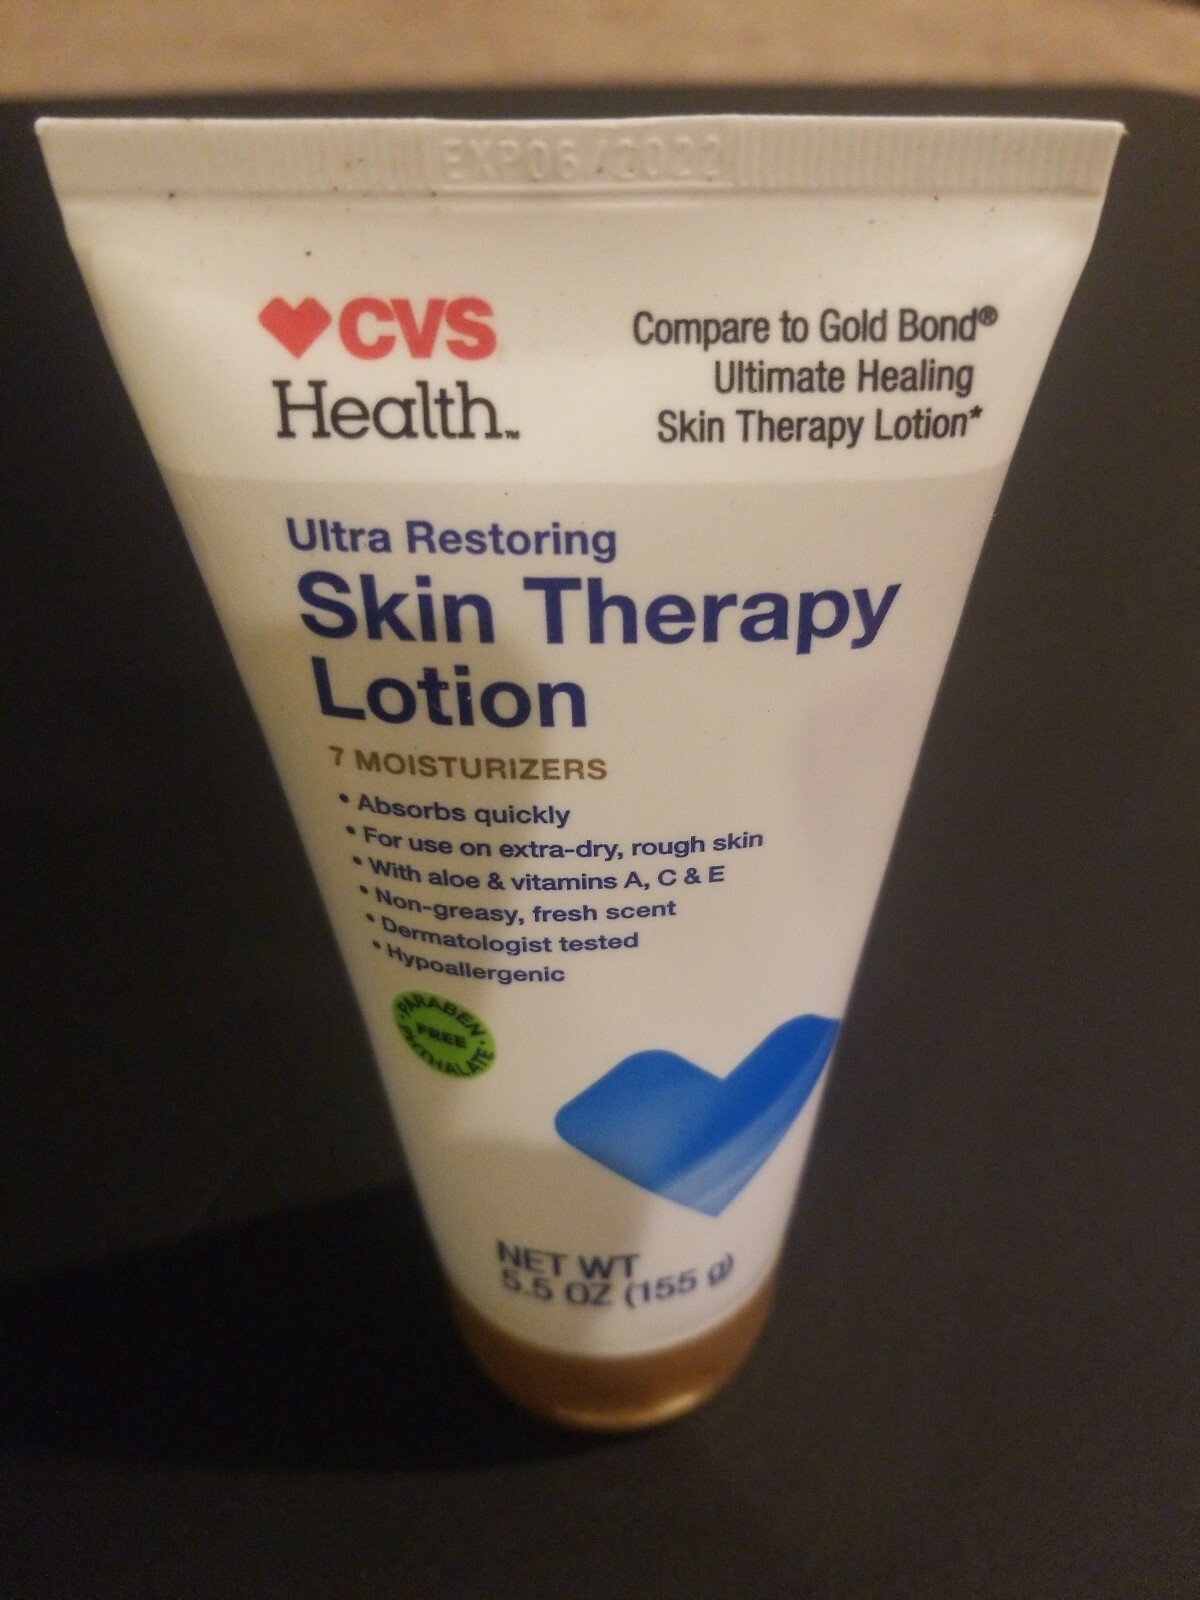 EXP06/2022
CVS
Health™
Compare to Gold Bond®
Ultimate Healing
Skin Therapy Lotion*
Ultra Restoring
Skin Therapy
Lotion
7 MOISTURIZERS
• Absorbs quickly
• For use on extra-dry, rough skin
• With aloe & vitamins A, C & E
• Non-greasy, fresh scent
• Dermatologist tested
• Hypoallergenic
• PARABEN •
FREE
PHTHALATE
NET WT
5.5 OZ (155 g)